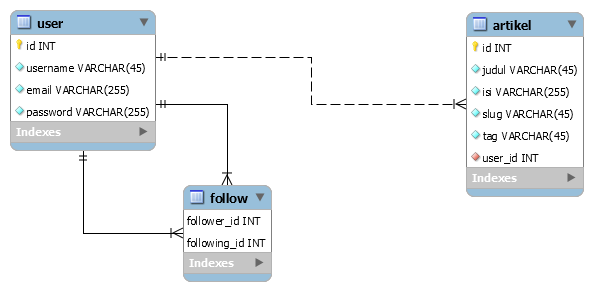 user
id INT
username VARCHAR(45)
email VARCHAR(255)
password VARCHAR(255)
Indexes
artikel
id INT
judul VARCHAR(45)
isi VARCHAR(255)
slug VARCHAR(45)
tag VARCHAR(45)
user_id INT
Indexes
follow
follower_id INT
following_id INT
Indexes